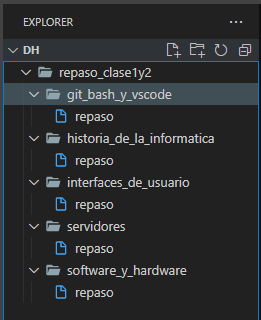 EXPLORER
DH
repaso_clase1y2
git_bash_y_vscode
repaso
historia_de_la_informatica
repaso
interfaces_de_usuario
repaso
servidores
repaso
software_y_hardware
repaso